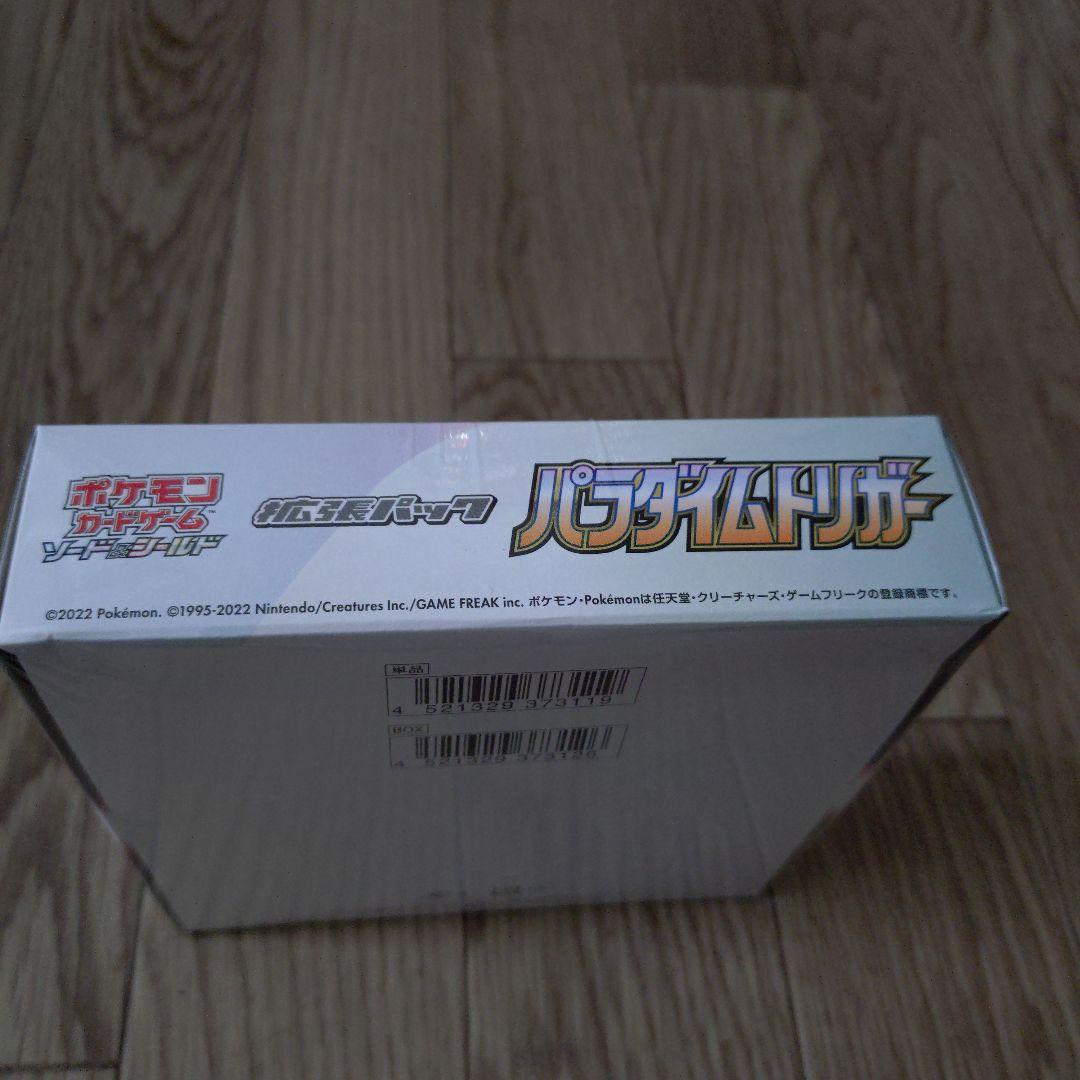 ポケモン
カードゲーム™
ソード&シールド
拡張パック
パラダイムトリガー
©2022 Pokémon. ©1995-2022 Nintendo/Creatures Inc./GAME FREAK inc. ポケモン・Pokémonは任天堂・クリーチャーズ・ゲームフリークの登録商標です。
単品
4 521329 373119
BOX
4 521329 373126